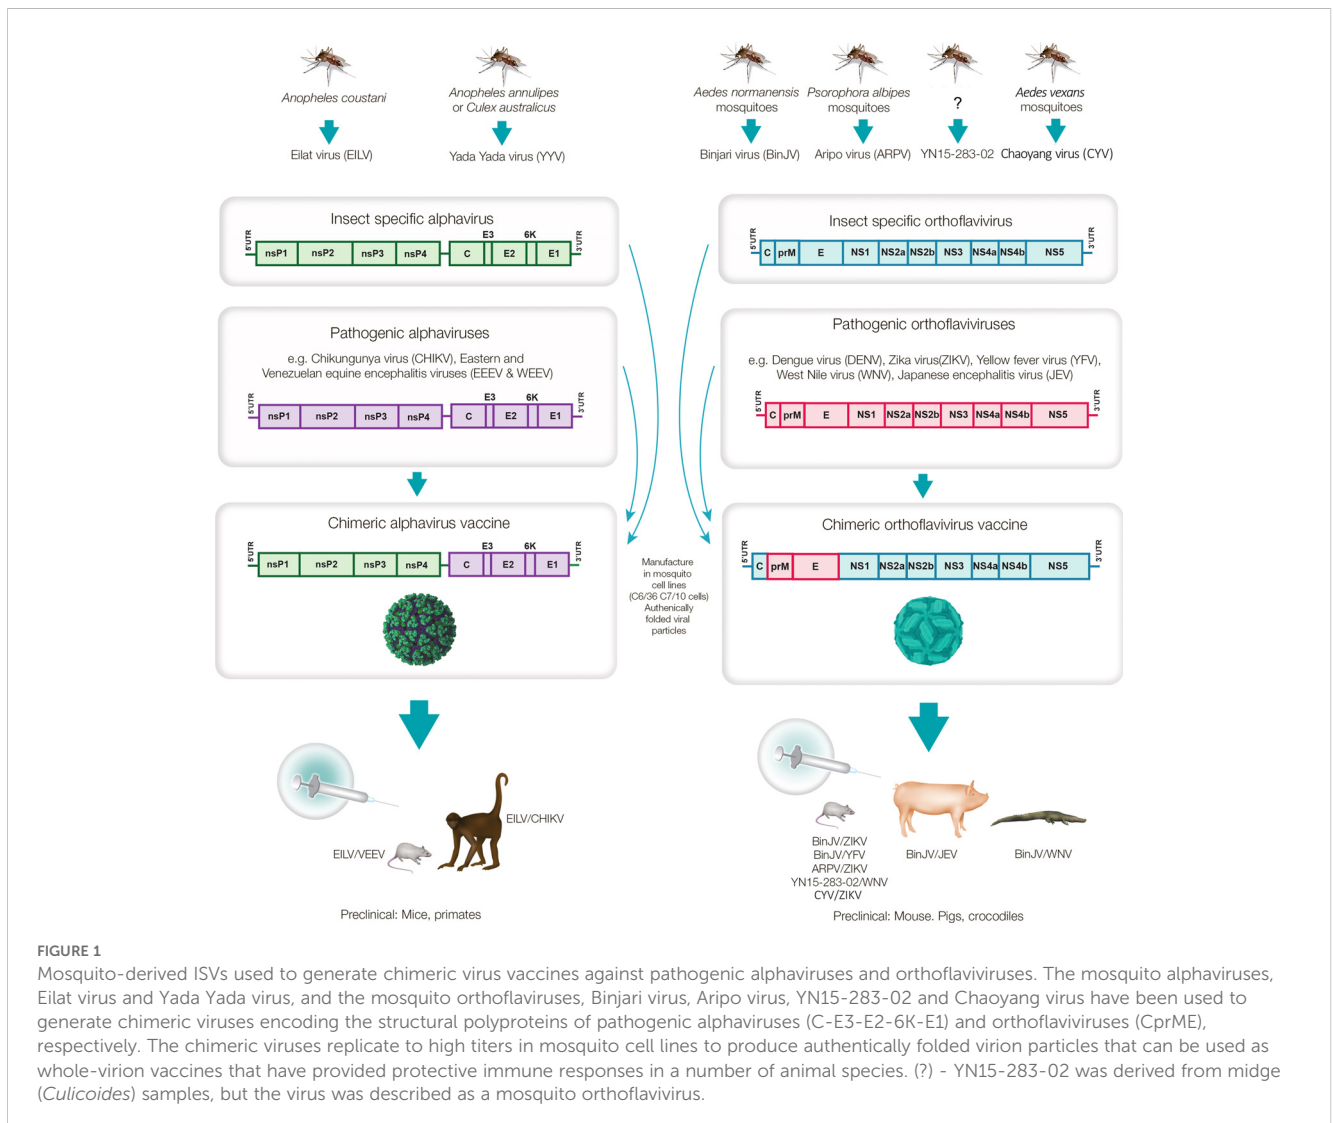 Anopheles coustani
Anopheles annulipes
or Culex australicus
Aedes normanensis
mosquitoes
Psorophora albipes
mosquitoes
?
Aedes vexans
mosquitoes
Eilat virus (EILV)
Yada Yada virus (YYV)
Binjari virus (BinJV)
Aripo virus (ARPV)
YN15-283-02
Chaoyang virus (CYV)
Insect specific alphavirus
5'UTR
nsP1 nsP2 nsP3 nsP4 C E3 E2 6K E1
3'UTR
Insect specific orthoflavivirus
5'UTR
C prM E NS1 NS2a NS2b NS3 NS4a NS4b NS5
3'UTR
Pathogenic alphaviruses
e.g. Chikungunya virus (CHIKV), Eastern and
Venezuelan equine encephalitis viruses (EEEV & WEEV)
5'UTR
nsP1 nsP2 nsP3 nsP4 C E3 E2 6K E1
3'UTR
Pathogenic orthoflaviviruses
e.g. Dengue virus (DENV), Zika virus(ZIKV), Yellow fever virus (YFV),
West Nile virus (WNV), Japanese encephalitis virus (JEV)
5'UTR
C prM E NS1 NS2a NS2b NS3 NS4a NS4b NS5
3'UTR
Chimeric alphavirus vaccine
5'UTR
nsP1 nsP2 nsP3 nsP4 C E3 E2 6K E1
3'UTR
Manufacture
in mosquito
cell lines
(C6/36 C7/10 cells)
Authenically
folded viral
particles
Chimeric orthoflavivirus vaccine
5'UTR
C prM E NS1 NS2a NS2b NS3 NS4a NS4b NS5
3'UTR
EILV/VEEV
EILV/CHIKV
Preclinical: Mice, primates
BinJV/ZIKV
BinJV/YFV
ARPV/ZIKV
YN15-283-02/WNV
CYV/ZIKV
BinJV/JEV
BinJV/WNV
Preclinical: Mouse. Pigs, crocodiles
FIGURE 1
Mosquito-derived ISVs used to generate chimeric virus vaccines against pathogenic alphaviruses and orthoflaviviruses. The mosquito alphaviruses,
Eilat virus and Yada Yada virus, and the mosquito orthoflaviruses, Binjari virus, Aripo virus, YN15-283-02 and Chaoyang virus have been used to
generate chimeric viruses encoding the structural polyproteins of pathogenic alphaviruses (C-E3-E2-6K-E1) and orthoflaviviruses (CprME),
respectively. The chimeric viruses replicate to high titers in mosquito cell lines to produce authentically folded virion particles that can be used as
whole-virion vaccines that have provided protective immune responses in a number of animal species. (?) - YN15-283-02 was derived from midge
(Culicoides) samples, but the virus was described as a mosquito orthoflavivirus.